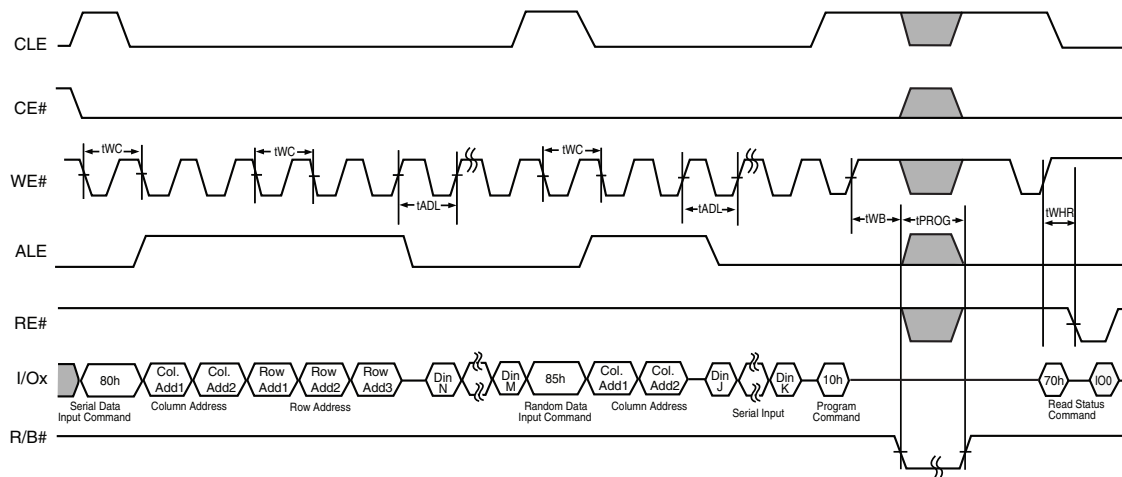 CLE
CE#
tWC
tWC
tWC
WE#
tADL
tADL
tWB
tPROG
tWHR
ALE
RE#
I/Ox
80h
Col. Add1
Col. Add2
Row Add1
Row Add2
Row Add3
Din N
Din M
85h
Col. Add1
Col. Add2
Din J
Din K
10h
70h
IO0
Serial Data
Input Command
Column Address
Row Address
Random Data
Input Command
Column Address
Serial Input
Program
Command
Read Status
Command
R/B#